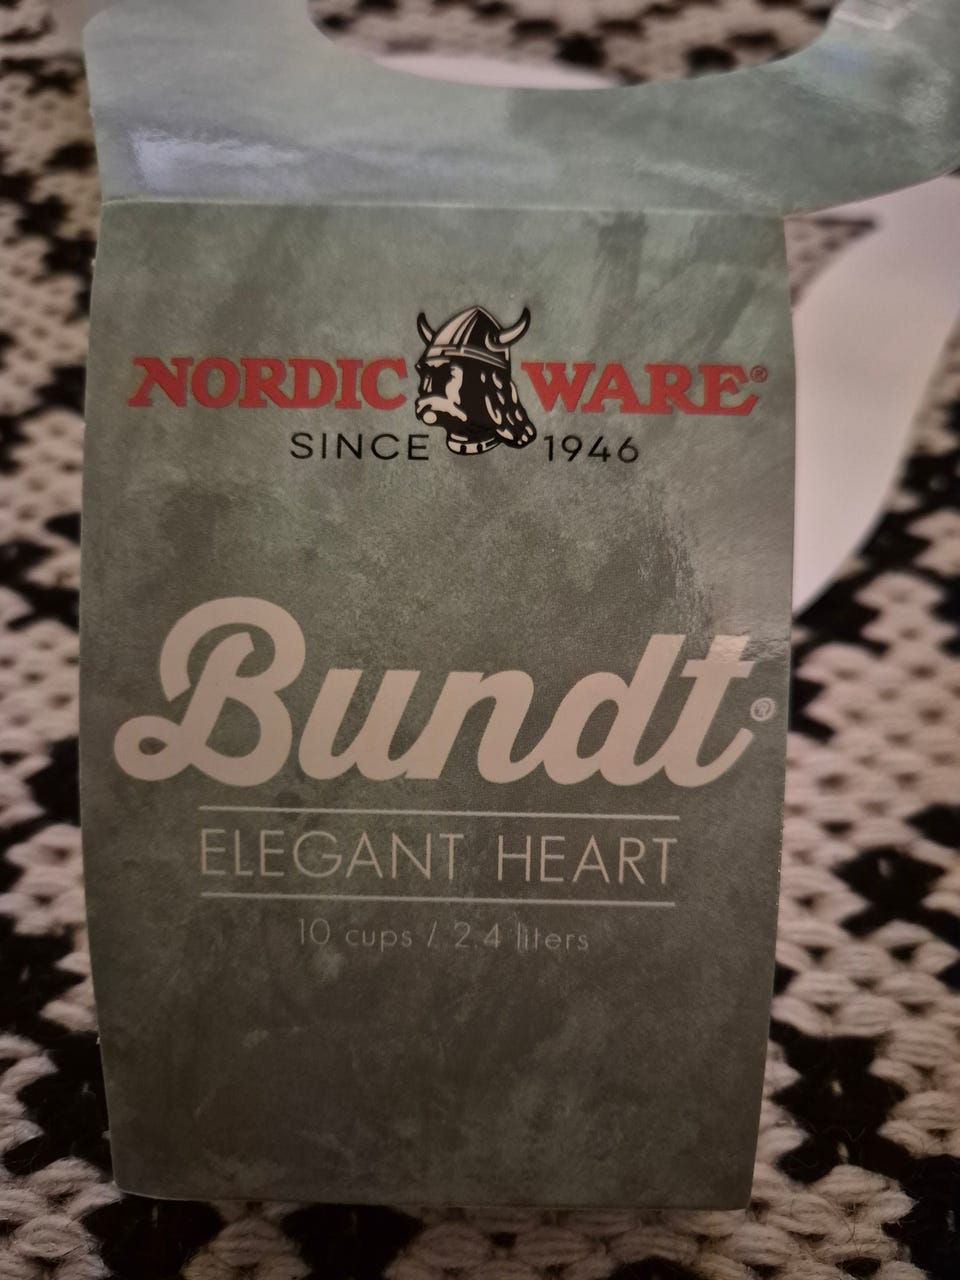 NORDIC WARE®
SINCE 1946
Bundt®
ELEGANT HEART
10 cups / 2.4 liters